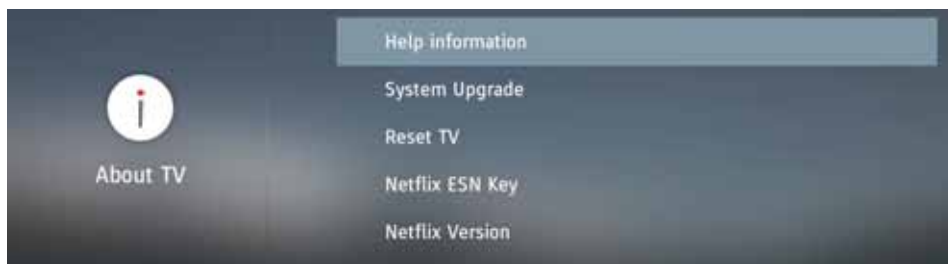 Help information
System Upgrade
Reset TV
About TV
Netflix ESN Key
Netflix Version